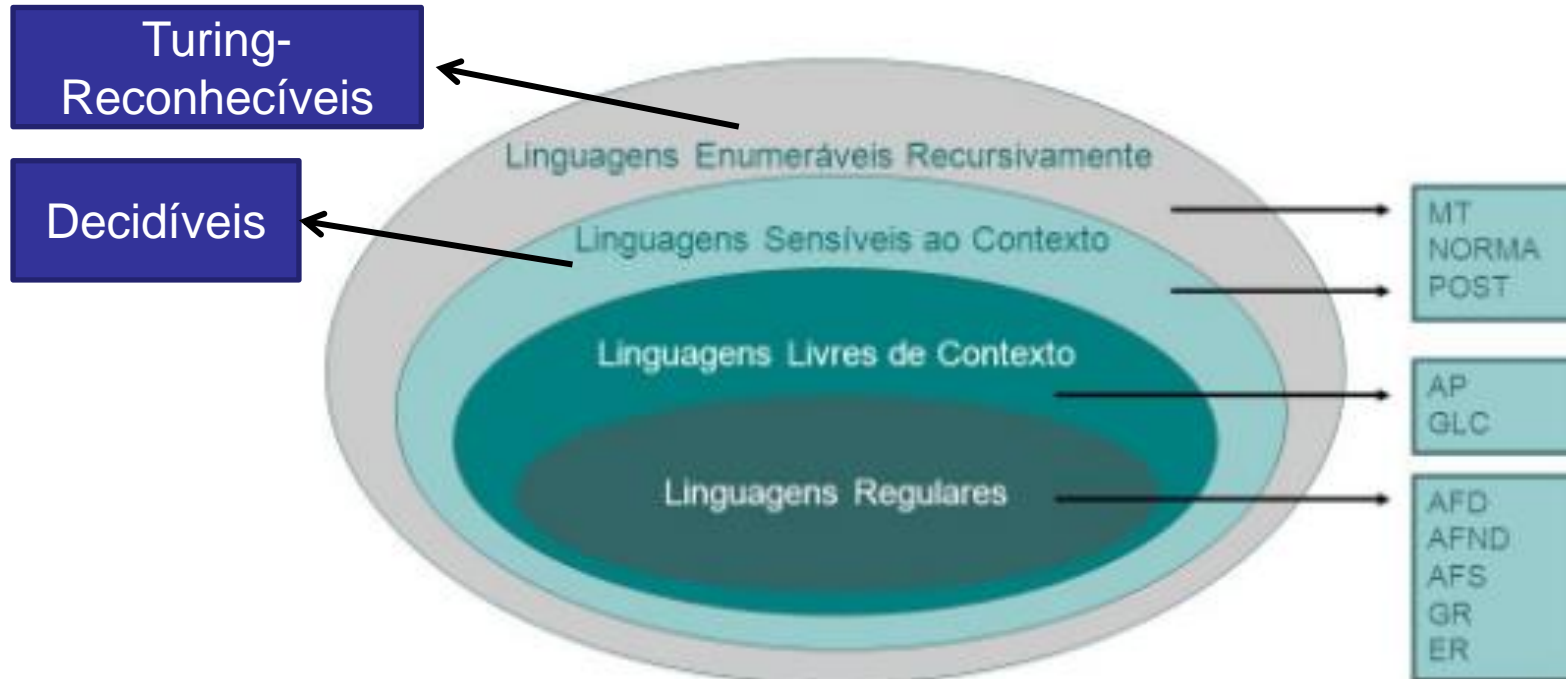 Turing-
Reconhecíveis
Decidíveis
Linguagens Enumeráveis Recursivamente
Linguagens Sensíveis ao Contexto
Linguagens Livres de Contexto
Linguagens Regulares
MT
NORMA
POST
AP
GLC
AFD
AFND
AFS
GR
ER